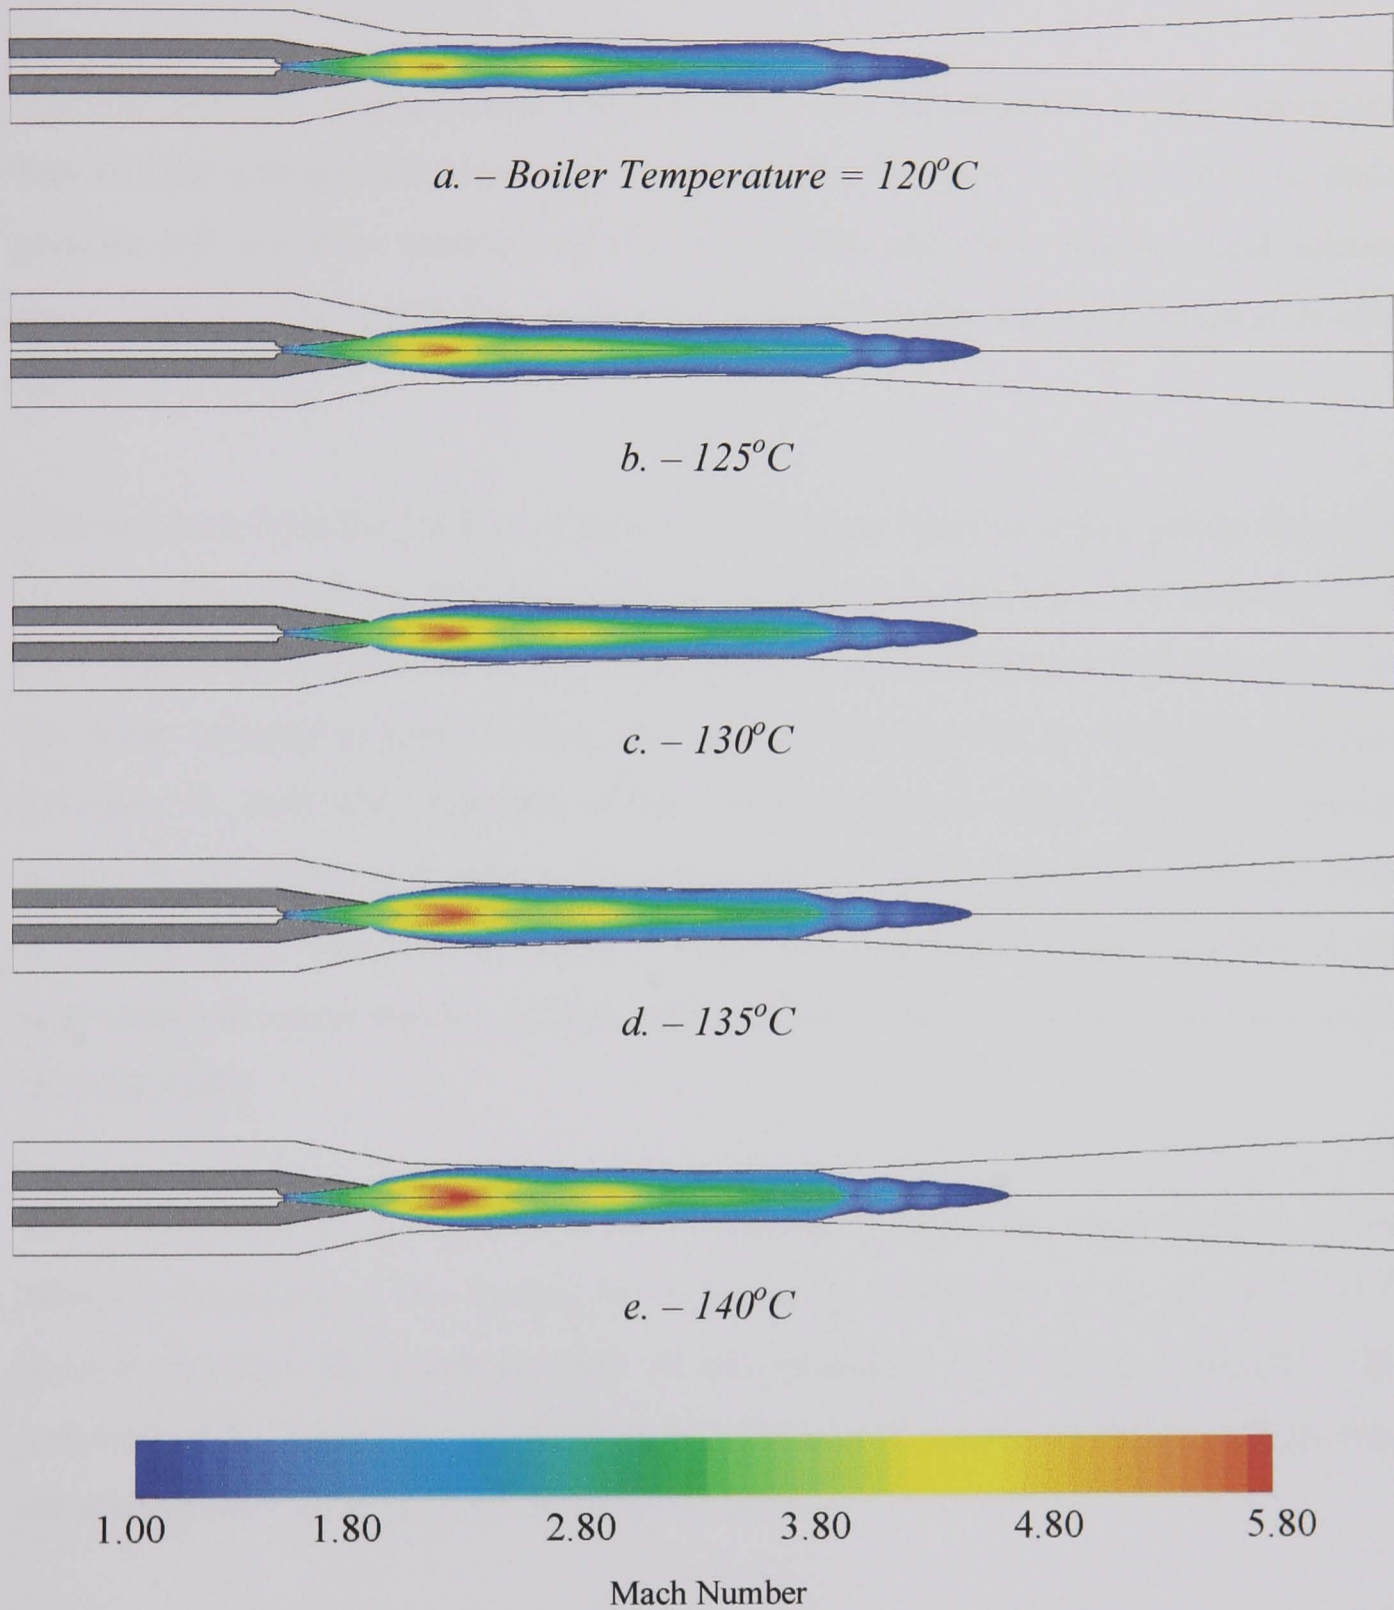 a. – Boiler Temperature = 120°C
b. – 125°C
c. – 130°C
d. – 135°C
e. – 140°C
1.00 1.80 2.80 3.80 4.80 5.80
Mach Number